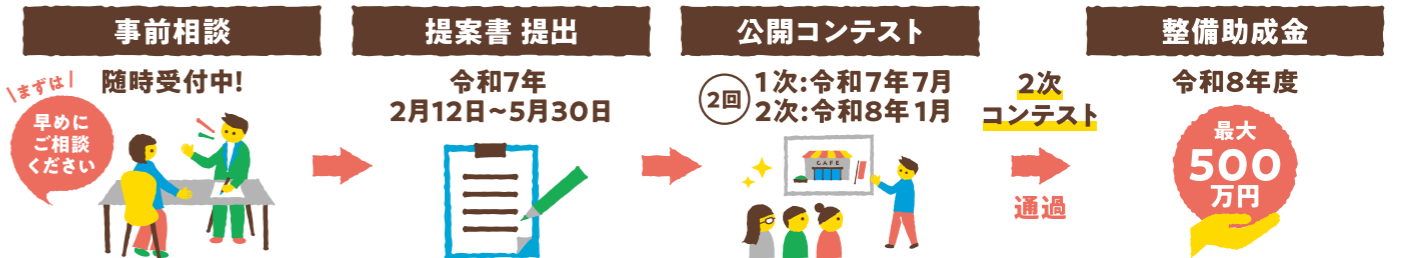 事前相談
随時受付中!
まずは
早めに
ご相談
ください
提案書 提出
令和7年
2月12日~5月30日
公開コンテスト
2回
1次:令和7年7月
2次:令和8年1月
CAFE
2次
コンテスト
通過
整備助成金
令和8年度
最大
500
万円